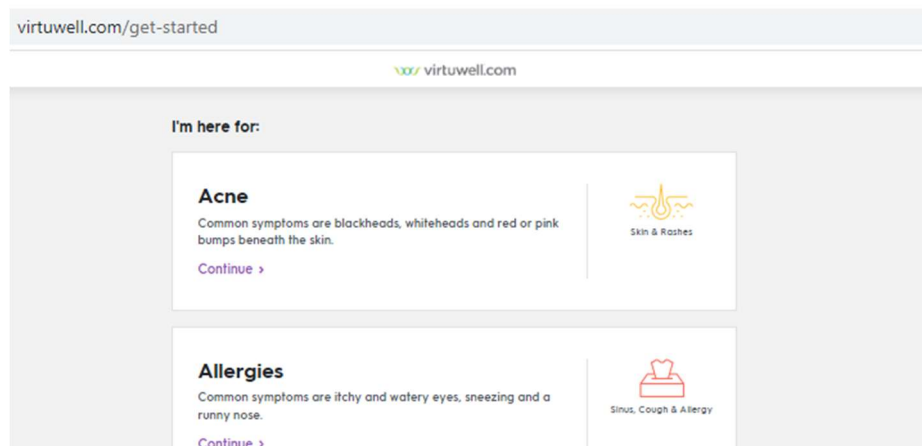 virtuwell.com/get-started
virtuwell.com
I'm here for:
Acne
Common symptoms are blackheads, whiteheads and red or pink
bumps beneath the skin.
Continue ›
Skin & Rashes
Allergies
Common symptoms are itchy and watery eyes, sneezing and a
runny nose.
Continue ›
Sinus, Cough & Allergy